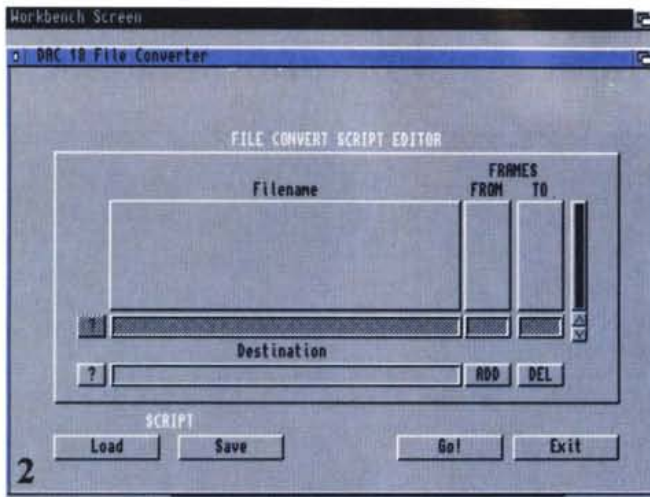 Workbench Screen
DAC 18 File Converter
FILE CONVERT SCRIPT EDITOR
FRAMES
Filename FROM TO
?
Destination
? ADD DEL
SCRIPT
Load Save Go! Exit
2